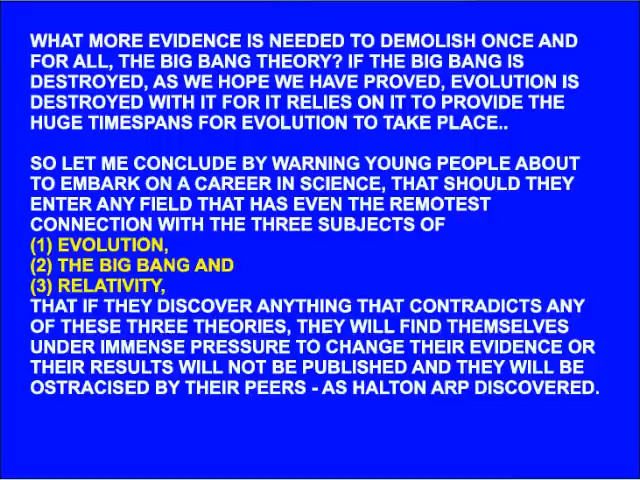 WHAT MORE EVIDENCE IS NEEDED TO DEMOLISH ONCE AND
FOR ALL, THE BIG BANG THEORY? IF THE BIG BANG IS
DESTROYED, AS WE HOPE WE HAVE PROVED, EVOLUTION IS
DESTROYED WITH IT FOR IT RELIES ON IT TO PROVIDE THE
HUGE TIMESPANS FOR EVOLUTION TO TAKE PLACE..
SO LET ME CONCLUDE BY WARNING YOUNG PEOPLE ABOUT
TO EMBARK ON A CAREER IN SCIENCE, THAT SHOULD THEY
ENTER ANY FIELD THAT HAS EVEN THE REMOTEST
CONNECTION WITH THE THREE SUBJECTS OF
(1) EVOLUTION,
(2) THE BIG BANG AND
(3) RELATIVITY,
THAT IF THEY DISCOVER ANYTHING THAT CONTRADICTS ANY
OF THESE THREE THEORIES, THEY WILL FIND THEMSELVES
UNDER IMMENSE PRESSURE TO CHANGE THEIR EVIDENCE OR
THEIR RESULTS WILL NOT BE PUBLISHED AND THEY WILL BE
OSTRACISED BY THEIR PEERS - AS HALTON ARP DISCOVERED.